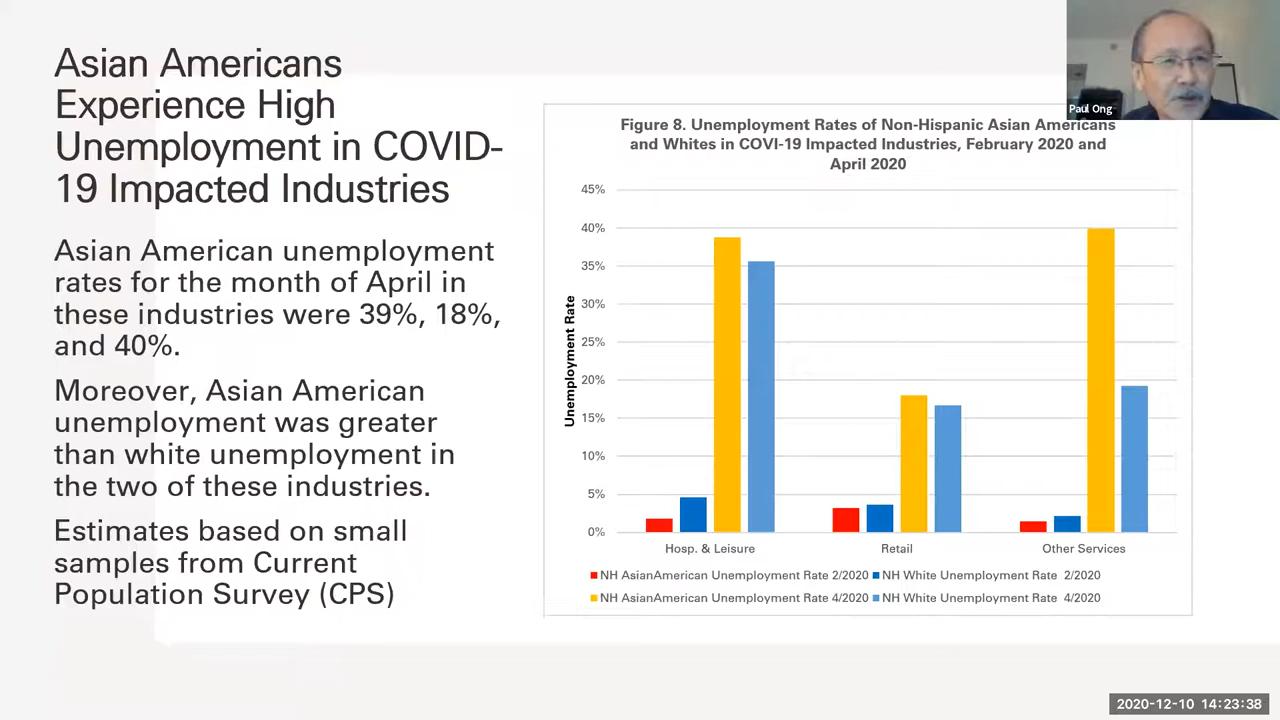 Asian Americans
Experience High
Unemployment in COVID-
19 Impacted Industries
Asian American unemployment
rates for the month of April in
these industries were 39%, 18%,
and 40%.
Moreover, Asian American
unemployment was greater
than white unemployment in
the two of these industries.
Estimates based on small
samples from Current
Population Survey (CPS)
Paul Ong
Figure 8. Unemployment Rates of Non-Hispanic Asian Americans
and Whites in COVI-19 Impacted Industries, February 2020 and
April 2020
Unemployment Rate
45%
40%
35%
30%
25%
20%
15%
10%
5%
0%
Hosp. & Leisure
Retail
Other Services
NH AsianAmerican Unemployment Rate 2/2020
NH White Unemployment Rate 2/2020
NH AsianAmerican Unemployment Rate 4/2020
NH White Unemployment Rate 4/2020
2020-12-10 14:23:38